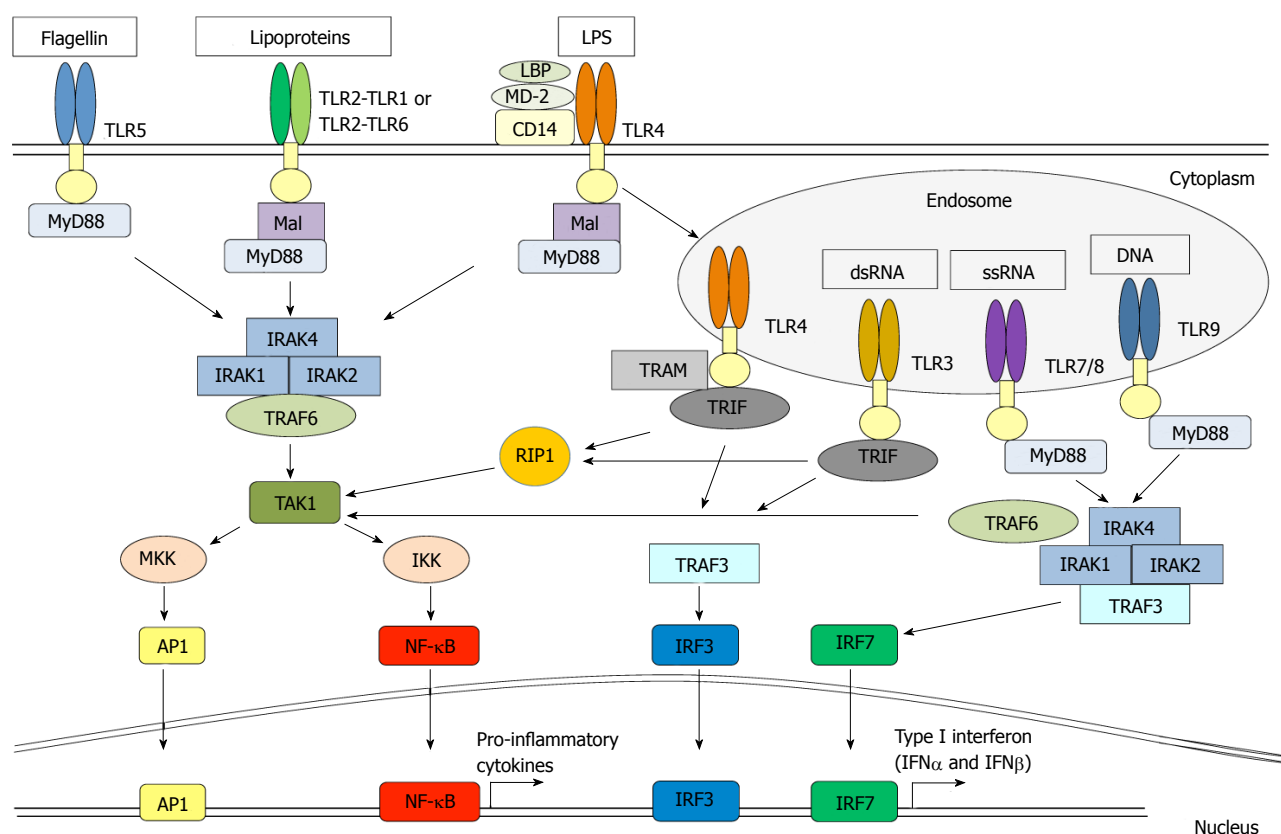 Flagellin
Lipoproteins
LPS
LBP
MD-2
CD14
TLR2-TLR1 or
TLR2-TLR6
TLR5
TLR4
Cytoplasm
Endosome
MyD88
Mal
MyD88
Mal
MyD88
dsRNA
ssRNA
DNA
TLR4
TLR3
TLR7/8
TLR9
IRAK4
IRAK1
IRAK2
TRAF6
TRAM
TRIF
TRIF
MyD88
MyD88
RIP1
TAK1
TRAF6
IRAK4
IRAK1
IRAK2
TRAF3
MKK
IKK
TRAF3
AP1
NF-κB
IRF3
IRF7
Pro-inflammatory
cytokines
Type I interferon
(IFNα and IFNβ)
AP1
NF-κB
IRF3
IRF7
Nucleus